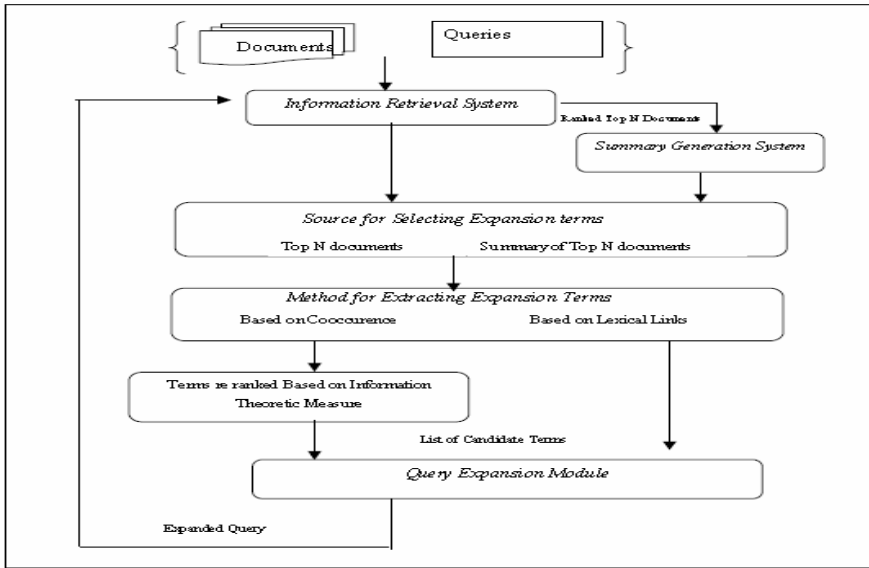 Documents
Queries
Information Retrieval System
Ranked Top N Documents
Summary Generation System
Source for Selecting Expansion terms
Top N documents Summary of Top N documents
Method for Extracting Expansion Terms
Based on Cooccurence Based on Lexical Links
Terms re ranked Based on Information
Theoretic Measure
List of Candidate Terms
Query Expansion Module
Expanded Query